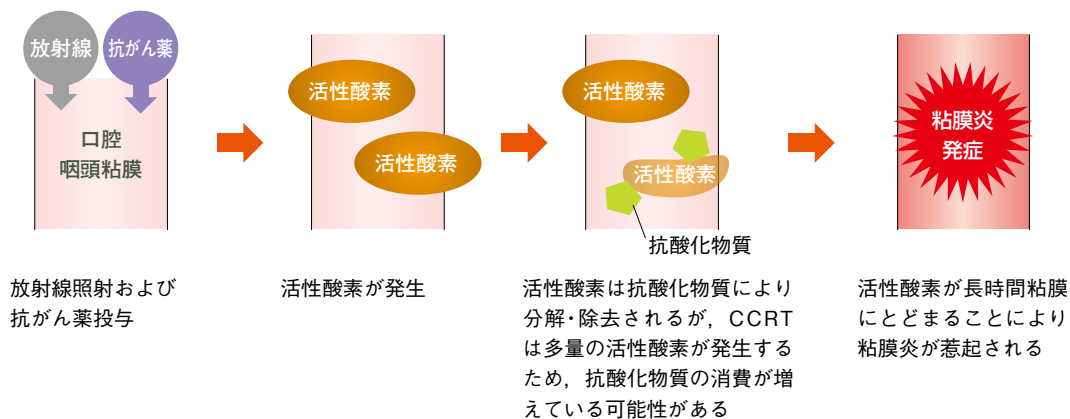 放射線
抗がん薬
口腔
咽頭粘膜
活性酸素
活性酸素
活性酸素
活性酸素
抗酸化物質
粘膜炎
発症
放射線照射および
抗がん薬投与
活性酸素が発生
活性酸素は抗酸化物質により
分解・除去されるが，CCRT
は多量の活性酸素が発生する
ため，抗酸化物質の消費が増
えている可能性がある
活性酸素が長時間粘膜
にとどまることにより
粘膜炎が惹起される